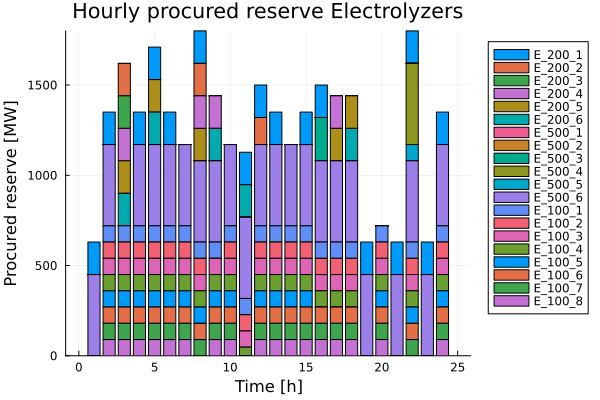 Hourly procured reserve Electrolyzers
Procured reserve [MW]
1500
1000
500
0
0 5 10 15 20 25
Time [h]
E_200_1
E_200_2
E_200_3
E_200_4
E_200_5
E_200_6
E_500_1
E_500_2
E_500_3
E_500_4
E_500_5
E_500_6
E_100_1
E_100_2
E_100_3
E_100_4
E_100_5
E_100_6
E_100_7
E_100_8